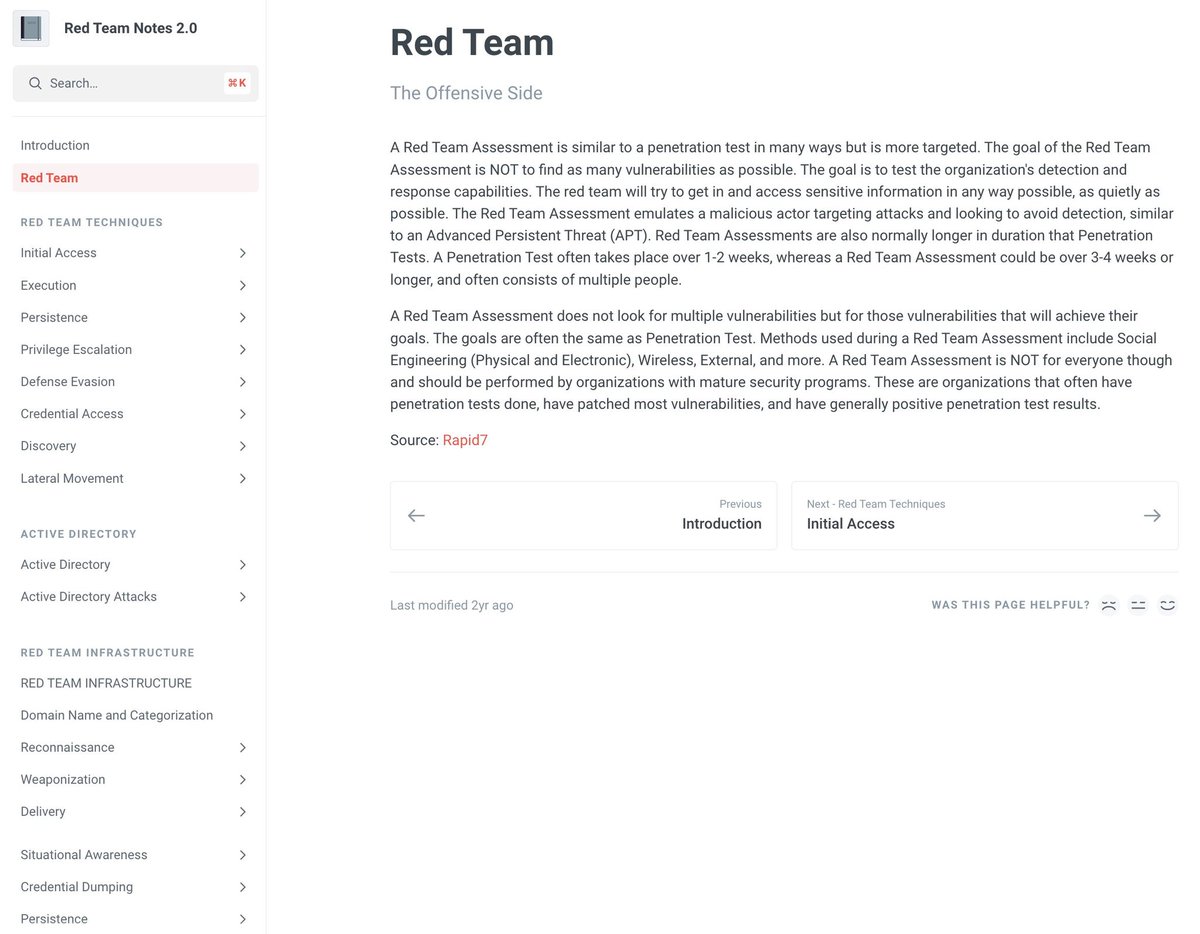 Red Team Notes 2.0
Search...
⌘K
Introduction
Red Team
RED TEAM TECHNIQUES
Initial Access
Execution
Persistence
Privilege Escalation
Defense Evasion
Credential Access
Discovery
Lateral Movement
ACTIVE DIRECTORY
Active Directory
Active Directory Attacks
RED TEAM INFRASTRUCTURE
RED TEAM INFRASTRUCTURE
Domain Name and Categorization
Reconnaissance
Weaponization
Delivery
Situational Awareness
Credential Dumping
Persistence
Red Team
The Offensive Side
A Red Team Assessment is similar to a penetration test in many ways but is more targeted. The goal of the Red Team
Assessment is NOT to find as many vulnerabilities as possible. The goal is to test the organization's detection and
response capabilities. The red team will try to get in and access sensitive information in any way possible, as quietly as
possible. The Red Team Assessment emulates a malicious actor targeting attacks and looking to avoid detection, similar
to an Advanced Persistent Threat (APT). Red Team Assessments are also normally longer in duration that Penetration
Tests. A Penetration Test often takes place over 1-2 weeks, whereas a Red Team Assessment could be over 3-4 weeks or
longer, and often consists of multiple people.
A Red Team Assessment does not look for multiple vulnerabilities but for those vulnerabilities that will achieve their
goals. The goals are often the same as Penetration Test. Methods used during a Red Team Assessment include Social
Engineering (Physical and Electronic), Wireless, External, and more. A Red Team Assessment is NOT for everyone though
and should be performed by organizations with mature security programs. These are organizations that often have
penetration tests done, have patched most vulnerabilities, and have generally positive penetration test results.
Source: Rapid7
Previous
Introduction
Next - Red Team Techniques
Initial Access
Last modified 2yr ago
WAS THIS PAGE HELPFUL?